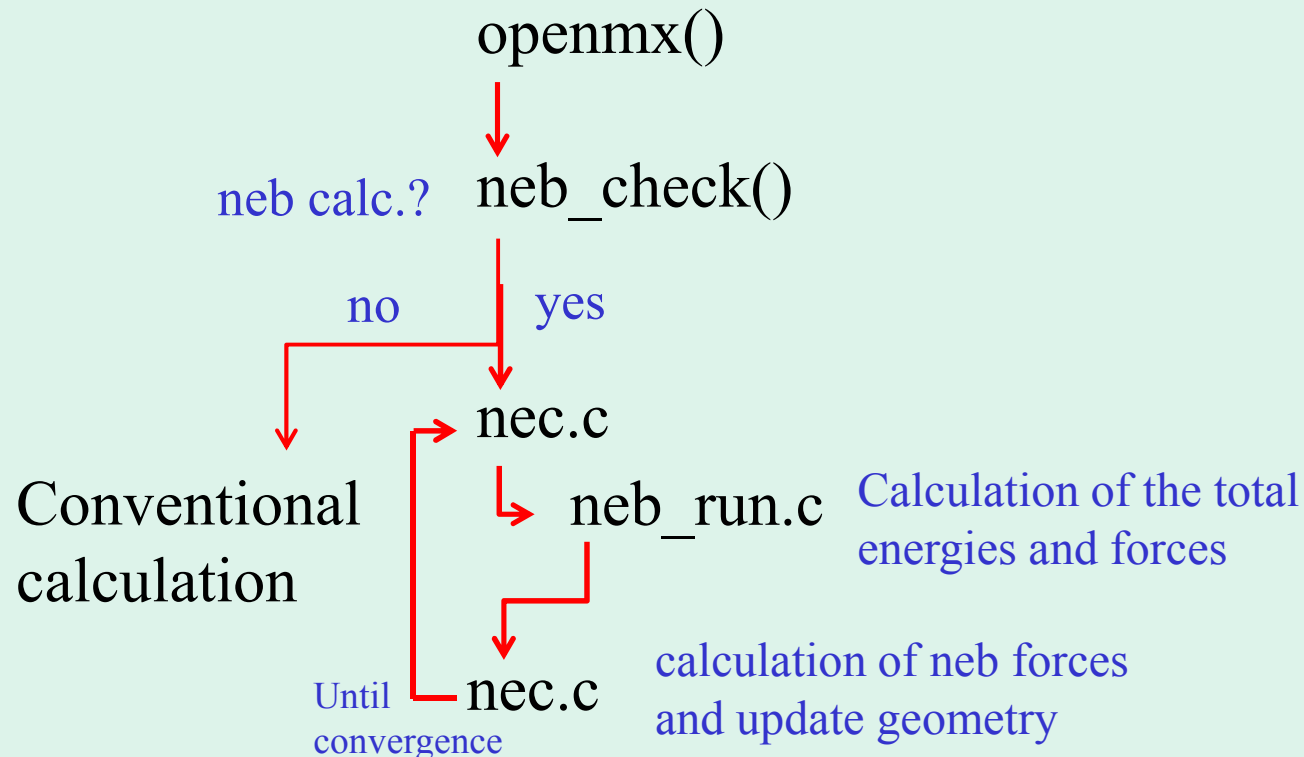 openmx()
neb calc.?
neb_check()
no
yes
nec.c
Conventional
calculation
neb_run.c
Calculation of the total
energies and forces
Until
convergence
nec.c
calculation of neb forces
and update geometry